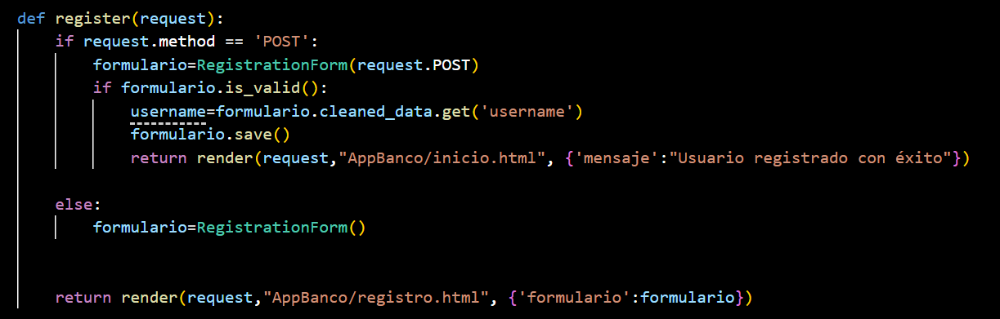 def register(request):
    if request.method == 'POST':
        formulario=RegistrationForm(request.POST)
        if formulario.is_valid():
            username=formulario.cleaned_data.get('username')
            formulario.save()
            return render(request,"AppBanco/inicio.html", {'mensaje':"Usuario registrado con éxito"})
    else:
        formulario=RegistrationForm()
    return render(request,"AppBanco/registro.html", {'formulario':formulario})